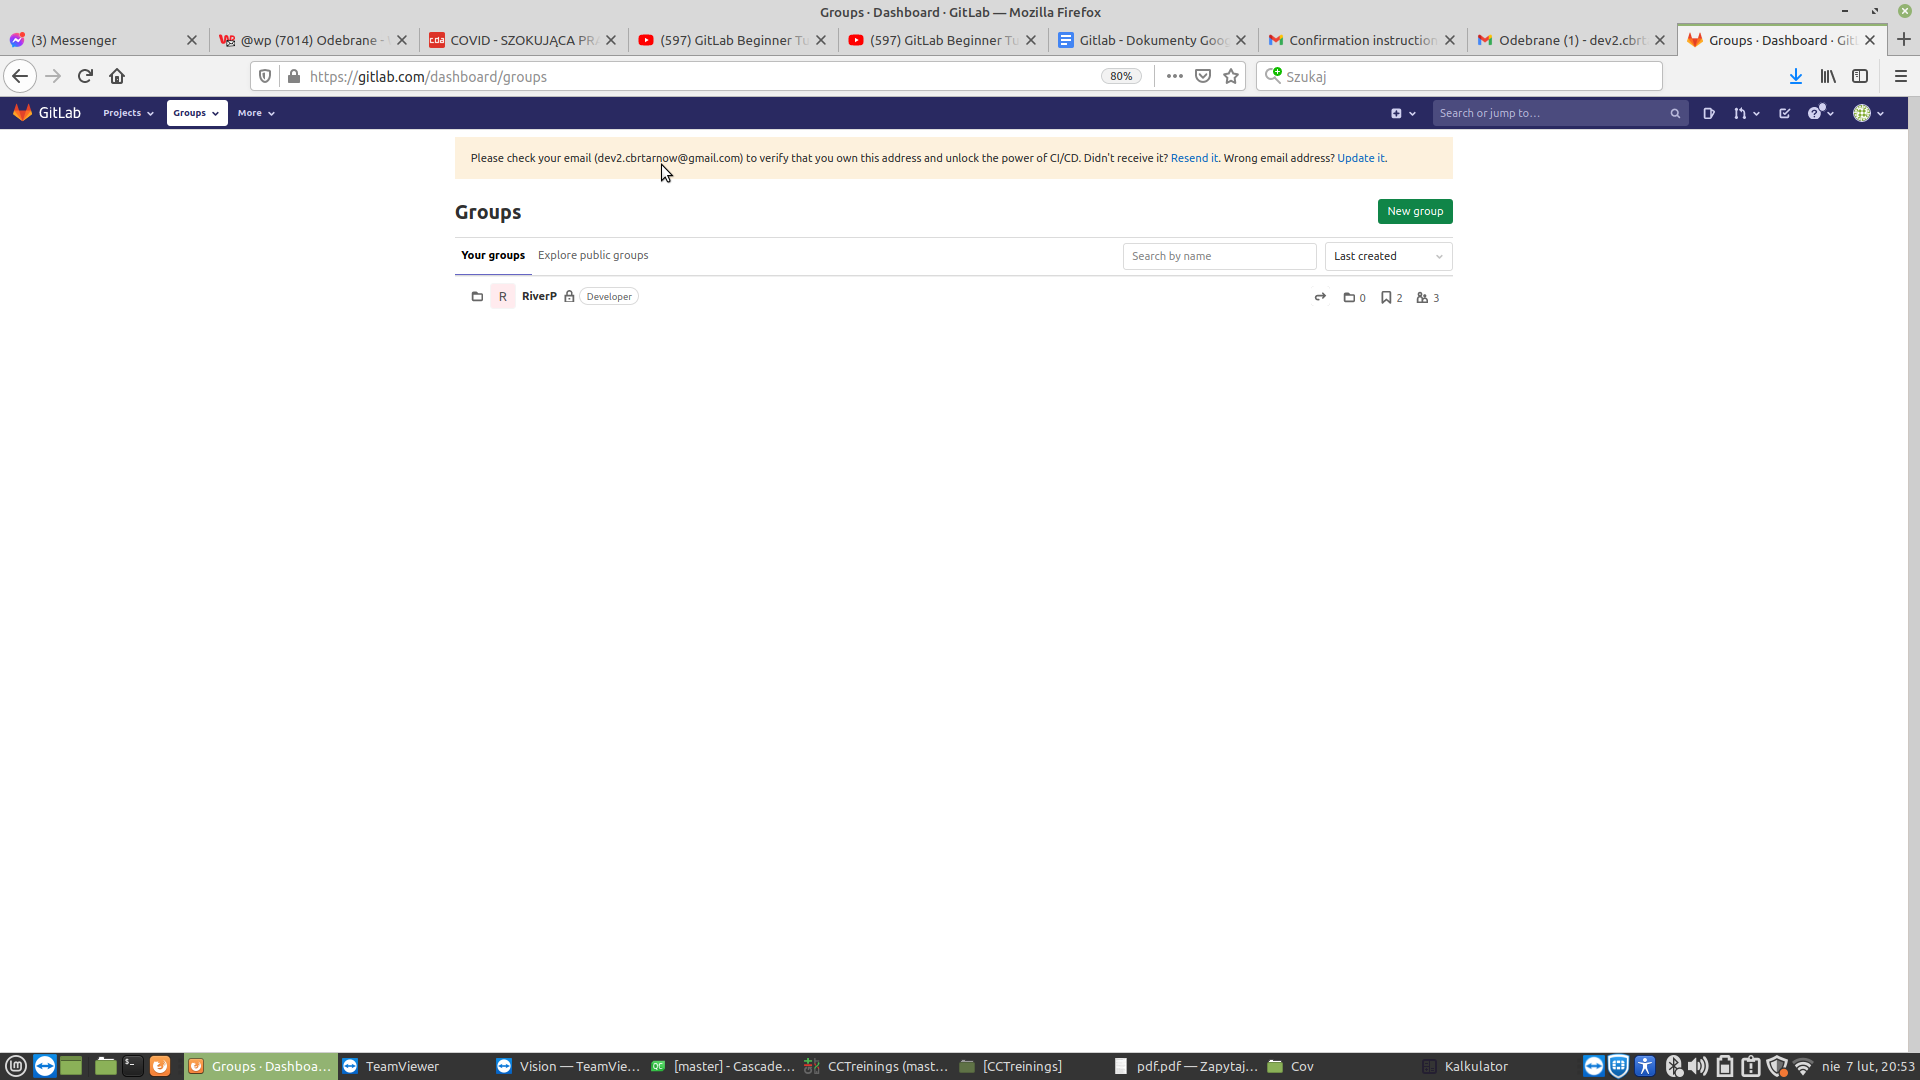 Groups · Dashboard · GitLab — Mozilla Firefox
(3) Messenger
@wp (7014) Odebrane -
COVID - SZOKUJĄCA PR
(597) GitLab Beginner Tu
(597) GitLab Beginner Tu
Gitlab - Dokumenty Goog
Confirmation instruction
Odebrane (1) - dev2.cbrt
Groups · Dashboard · Git
https://gitlab.com/dashboard/groups
80%
Szukaj
GitLab
Projects
Groups
More
Search or jump to...
Please check your email (dev2.cbrtarnow@gmail.com) to verify that you own this address and unlock the power of CI/CD. Didn't receive it? Resend it. Wrong email address? Update it.
Groups
New group
Your groups
Explore public groups
Search by name
Last created
R
RiverP
Developer
0
2
3
Groups · Dashboa...
TeamViewer
Vision — TeamVie...
[master] - Cascade...
CCTrainings (mast...
[CCTreinings]
pdf.pdf — Zapytaj...
Cov
Kalkulator
nie 7 lut, 20:53